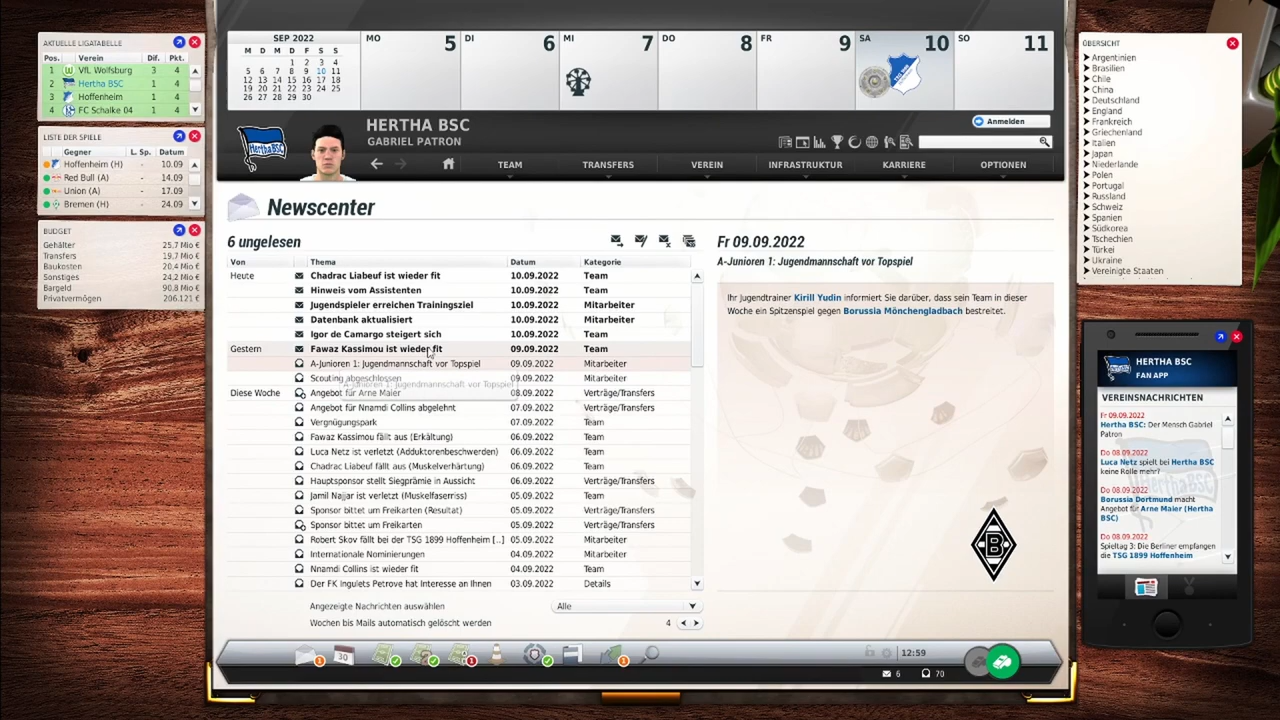 AKTUELLE LIGATABELLE
Pos. Verein Dif. Pkt.
1 VfL Wolfsburg 3 4
2 Hertha BSC 1 4
3 Hoffenheim 1 4
4 FC Schalke 04 1 4
LISTE DER SPIELE
Gegner L. Sp. Datum
Hoffenheim (H) - 10.09
Red Bull (A) - 14.09
Union (A) - 17.09
Bremen (H) - 24.09
BUDGET
Gehälter 25.7 Mio €
Transfers 19.7 Mio €
Baukosten 20.4 Mio €
Sonstiges 24.2 Mio €
Bargeld 90.8 Mio €
Privatvermögen 206.121 €
SEP 2022
M D M D F S S
1 2 3 4
5 6 7 8 9 10 11
12 13 14 15 16 17 18
19 20 21 22 23 24 25
26 27 28 29 30
MO 5 DI 6 MI 7 DO 8 FR 9 SA 10 SO 11
HERTHA BSC
GABRIEL PATRON
Anmelden
TEAM TRANSFERS VEREIN INFRASTRUKTUR KARRIERE OPTIONEN
Newscenter
6 ungelesen
Von Thema Datum Kategorie
Heute Chadrac Liabeuf ist wieder fit 10.09.2022 Team
Hinweis vom Assistenten 10.09.2022 Team
Jugendspieler erreichen Trainingsziel 10.09.2022 Mitarbeiter
Datenbank aktualisiert 10.09.2022 Mitarbeiter
Igor de Camargo steigert sich 10.09.2022 Team
Gestern Fawaz Kassimou ist wieder fit 09.09.2022 Team
A-Junioren 1: Jugendmannschaft vor Topspiel 09.09.2022 Mitarbeiter
Scouting abgeschlossen 09.09.2022 Mitarbeiter
A-Junioren 1: Jugendmannschaft vor Topspiel
Diese Woche Angebot für Arne Maier 08.09.2022 Verträge/Transfers
Angebot für Nnamdi Collins abgelehnt 07.09.2022 Verträge/Transfers
Vergnügungspark 07.09.2022 Team
Fawaz Kassimou fällt aus (Erkältung) 06.09.2022 Team
Luca Netz ist verletzt (Adduktorenbeschwerden) 06.09.2022 Team
Chadrac Liabeuf fällt aus (Muskelverhärtung) 06.09.2022 Team
Hauptsponsor stellt Siegprämie in Aussicht 06.09.2022 Verträge/Transfers
Jamil Najjar ist verletzt (Muskelfaserriss) 05.09.2022 Team
Sponsor bittet um Freikarten (Resultat) 05.09.2022 Verträge/Transfers
Sponsor bittet um Freikarten 05.09.2022 Verträge/Transfers
Robert Skov fällt bei der TSG 1899 Hoffenheim [..] 05.09.2022 Mitarbeiter
Internationale Nominierungen 04.09.2022 Mitarbeiter
Nnamdi Collins ist wieder fit 04.09.2022 Team
Der FK Ingulets Petrove hat Interesse an Ihnen 03.09.2022 Details
Angezeigte Nachrichten auswählen Alle
Wochen bis Mails automatisch gelöscht werden 4
Fr 09.09.2022
A-Junioren 1: Jugendmannschaft vor Topspiel
Ihr Jugendtrainer Kirill Yudin informiert Sie darüber, dass sein Team in dieser
Woche ein Spitzenspiel gegen Borussia Mönchengladbach bestreitet.
B
1 30 1 1 12:59
6 70
ÜBERSICHT
Argentinien
Brasilien
Chile
China
Deutschland
England
Frankreich
Griechenland
Italien
Japan
Niederlande
Polen
Portugal
Russland
Schweiz
Spanien
Südkorea
Tschechien
Türkei
Ukraine
Vereinigte Staaten
HERTHA BSC
FAN APP
VEREINSNACHRICHTEN
Fr 09.09.2022
Hertha BSC: Der Mensch Gabriel
Patron
Do 08.09.2022
Luca Netz spielt bei Hertha BSC
keine Rolle mehr?
Do 08.09.2022
Borussia Dortmund macht
Angebot für Arne Maier (Hertha
BSC)
Do 08.09.2022
Spieltag 3: Die Berliner empfangen
die TSG 1899 Hoffenheim